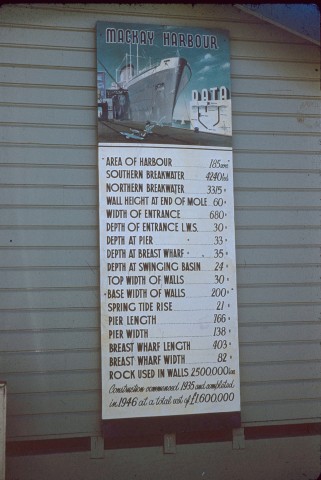 MACKAY HARBOUR
DATA
AREA OF HARBOUR 185 acres
SOUTHERN BREAKWATER 4240 feet
NORTHERN BREAKWATER 3315 "
WALL HEIGHT AT END OF MOLE 60 "
WIDTH OF ENTRANCE 680 "
DEPTH OF ENTRANCE L.W.S. 30 "
DEPTH AT PIER 33 "
DEPTH AT BREAST WHARF 35 "
DEPTH AT SWINGING BASIN 24 "
TOP WIDTH OF WALLS 30 "
BASE WIDTH OF WALLS 200 "
SPRING TIDE RISE 21 "
PIER LENGTH 766 "
PIER WIDTH 138 "
BREAST WHARF LENGTH 403 "
BREAST WHARF WIDTH 82 "
ROCK USED IN WALLS 2500000 tons
Construction commenced 1935 and completed
in 1946 at a total cost of £1600000